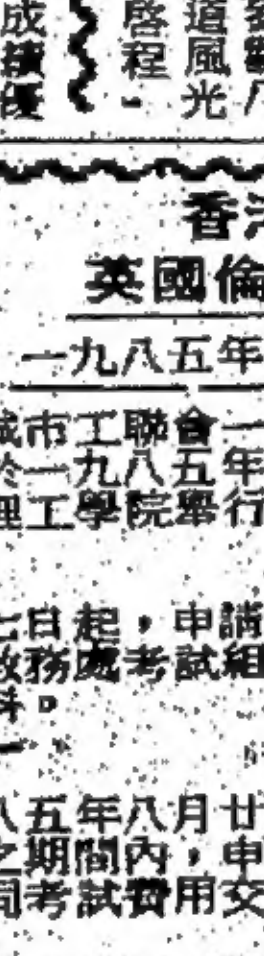 啓程。
道風光
成績優
香港
英國倫
一九八五年
城市工聯會一
於一九八五年
理工學院舉行
七日起，申請
教務處考試組
料。
八五年八月廿
之期間內，申
同考試費用交